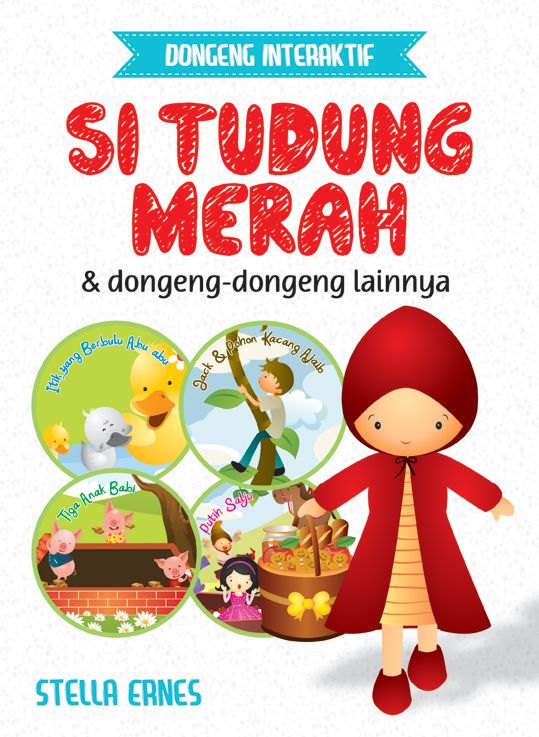 DONGENG INTERAKTIF
SI TUDUNG
MERAH
& dongeng-dongeng lainnya
Itik yang Berbulu Abu abu
Jack & Pohon Kacang Ajaib
Tiga Anak Babi
Putih Salju
STELLA ERNES